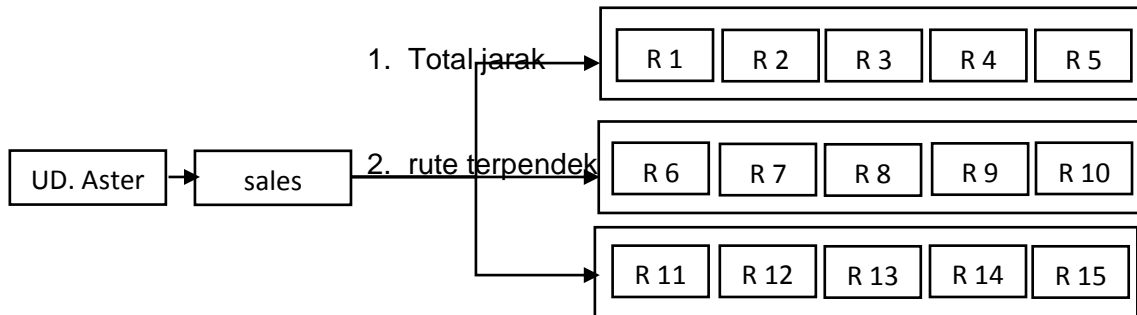 1. Total jarak
R 1 R 2 R 3 R 4 R 5
UD. Aster sales
2. rute terpendek
R 6 R 7 R 8 R 9 R 10
R 11 R 12 R 13 R 14 R 15